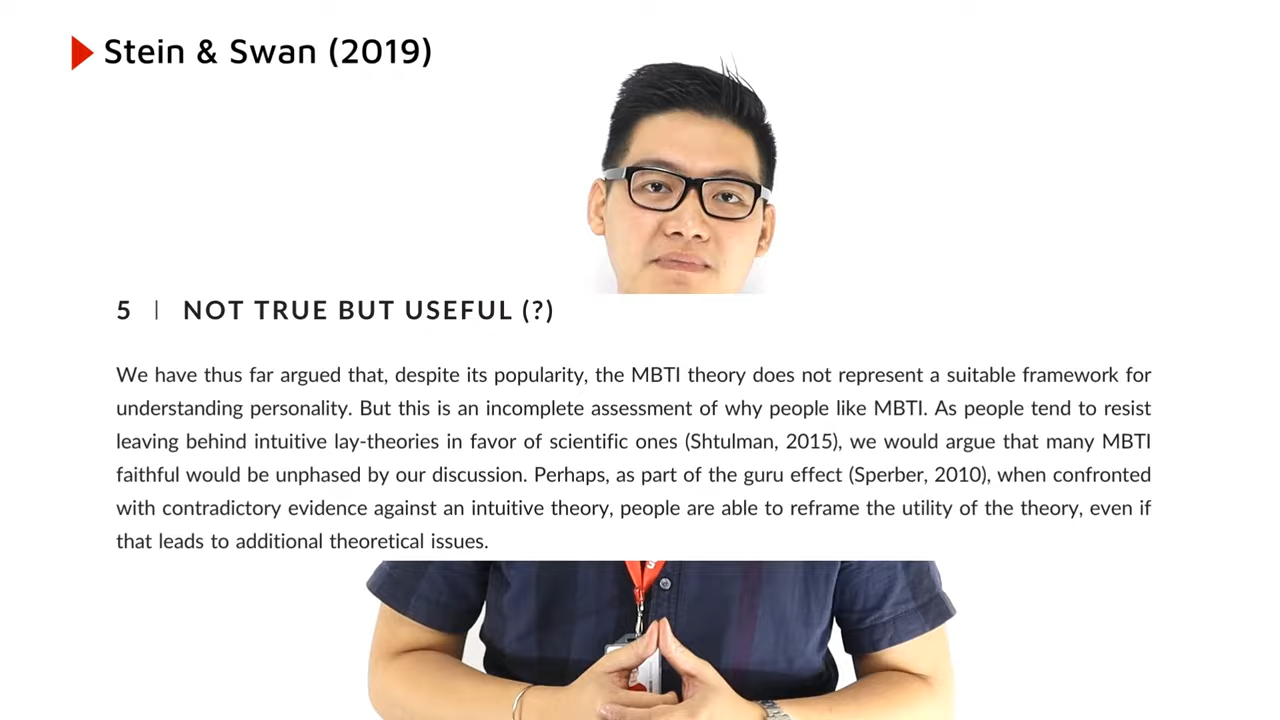 Stein & Swan (2019)
5 | NOT TRUE BUT USEFUL (?)
We have thus far argued that, despite its popularity, the MBTI theory does not represent a suitable framework for
understanding personality. But this is an incomplete assessment of why people like MBTI. As people tend to resist
leaving behind intuitive lay-theories in favor of scientific ones (Shtulman, 2015), we would argue that many MBTI
faithful would be unphased by our discussion. Perhaps, as part of the guru effect (Sperber, 2010), when confronted
with contradictory evidence against an intuitive theory, people are able to reframe the utility of the theory, even if
that leads to additional theoretical issues.